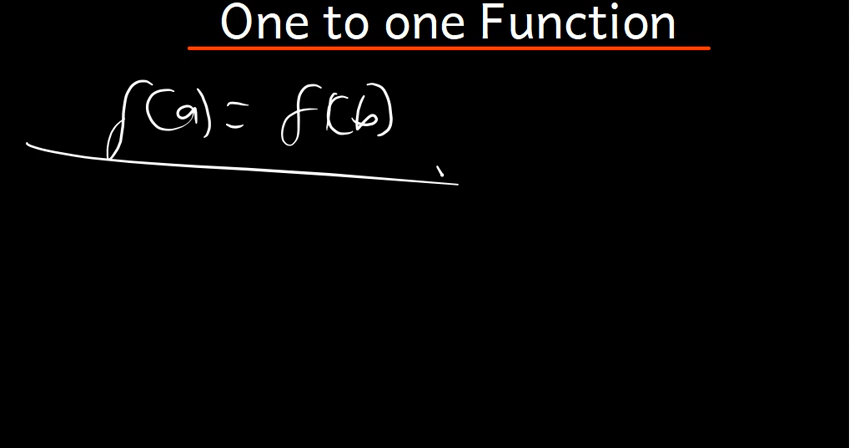 One to one Function
f(a) = f(b)